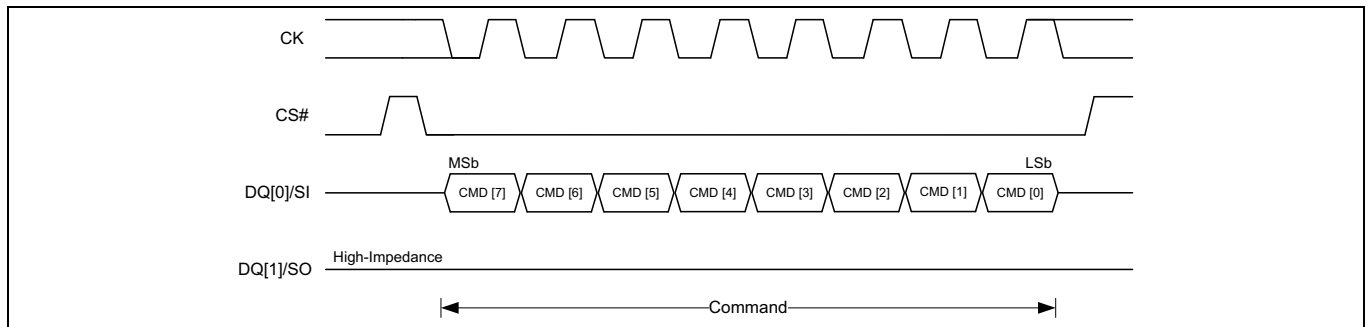 CK
CS#
MSb LSb
DQ[0]/SI CMD [7] CMD [6] CMD [5] CMD [4] CMD [3] CMD [2] CMD [1] CMD [0]
High-Impedance
DQ[1]/SO
Command